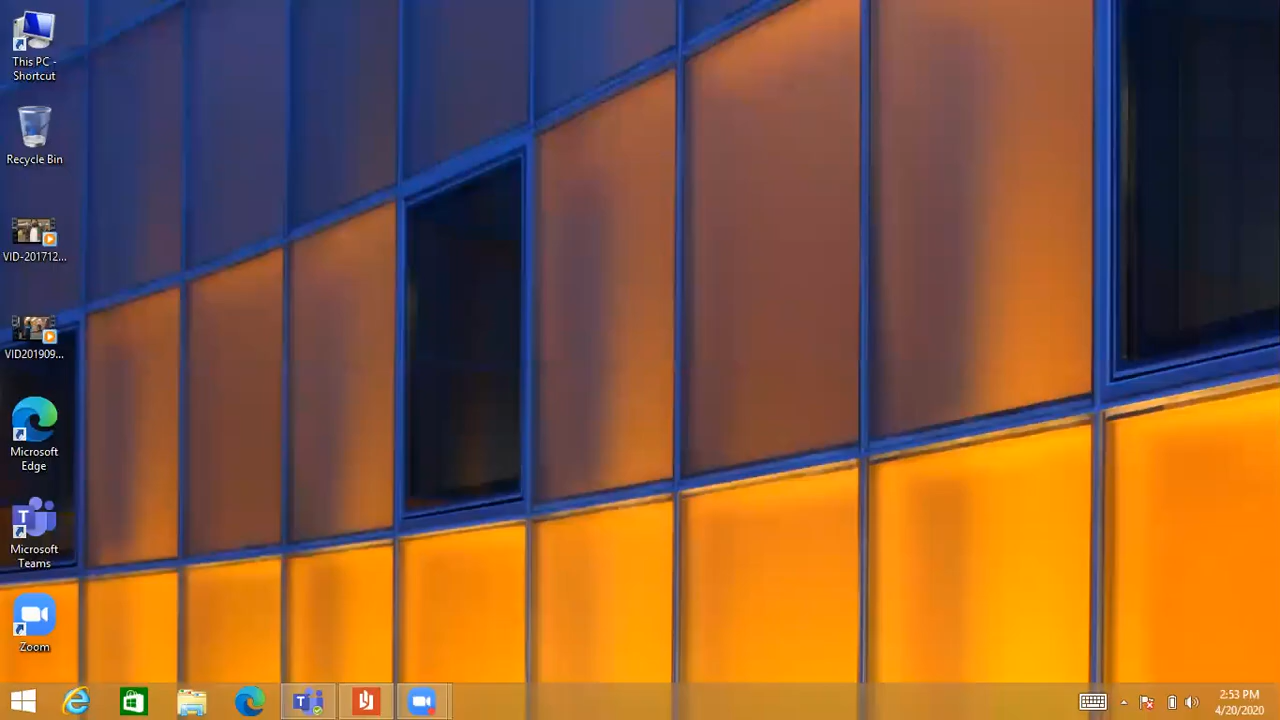 This PC -
Shortcut
Recycle Bin
VID-201712...
VID201909...
Microsoft
Edge
T
Microsoft
Teams
Zoom
T
2:53 PM
4/20/2020